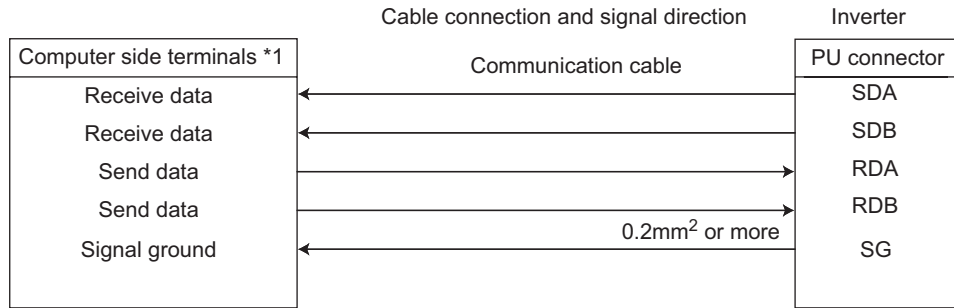 Cable connection and signal direction Inverter
Computer side terminals *1 Communication cable PU connector
Receive data SDA
Receive data SDB
Send data RDA
Send data RDB
0.2mm² or more
Signal ground SG